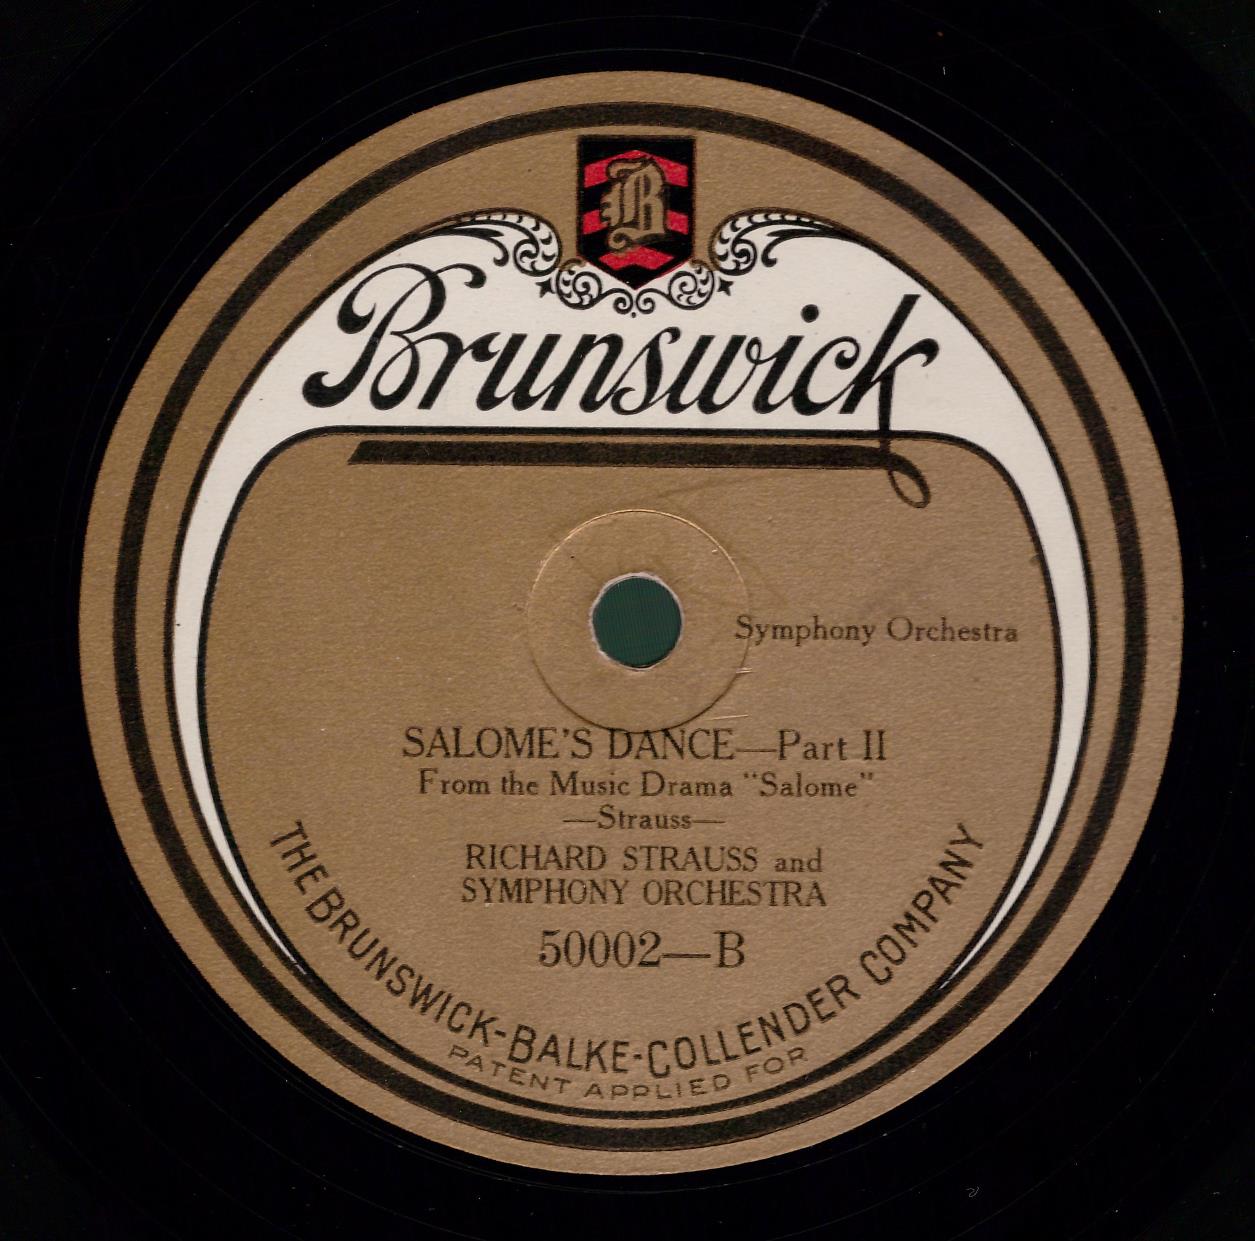 B
Brunswick
Symphony Orchestra
SALOME'S DANCE—Part II
From the Music Drama "Salome"
—Strauss—
RICHARD STRAUSS and
SYMPHONY ORCHESTRA
50002—B
THE BRUNSWICK-BALKE-COLLENDER COMPANY
PATENT APPLIED FOR